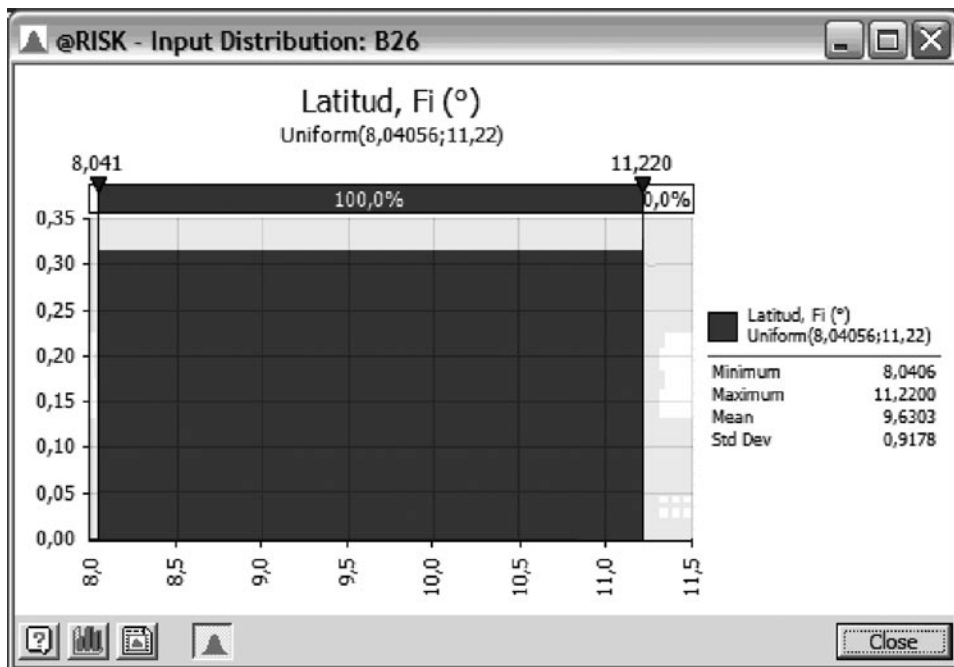 @RISK - Input Distribution: B26
Latitud, Fi (°)
Uniform(8,04056;11,22)
8,041 11,220
100,0% 0,0%
0,35
0,30
0,25
0,20
0,15
0,10
0,05
0,00
8,0 8,5 9,0 9,5 10,0 10,5 11,0 11,5
Latitud, Fi (°)
Uniform(8,04056;11,22)
Minimum 8,0406
Maximum 11,2200
Mean 9,6303
Std Dev 0,9178
Close